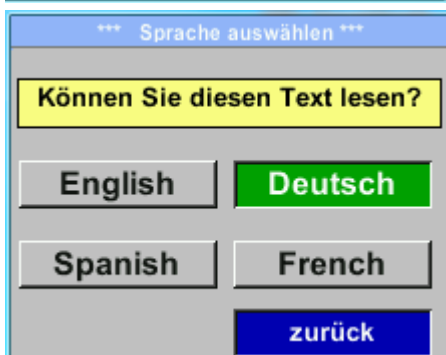 *** Sprache auswählen ***
Können Sie diesen Text lesen?
English Deutsch
Spanish French
zurück